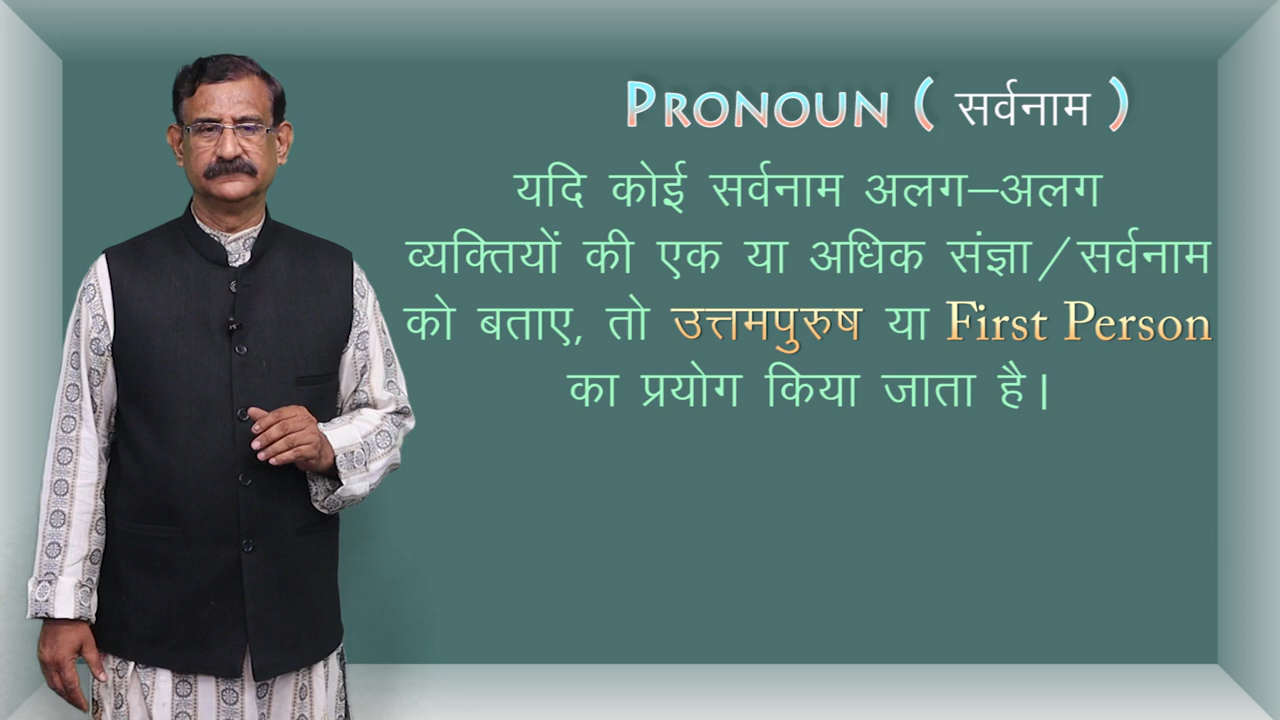 PRONOUN ( सर्वनाम )
यदि कोई सर्वनाम अलग–अलग
व्यक्तियों की एक या अधिक संज्ञा/सर्वनाम
को बताए, तो उत्तमपुरुष या First Person
का प्रयोग किया जाता है।